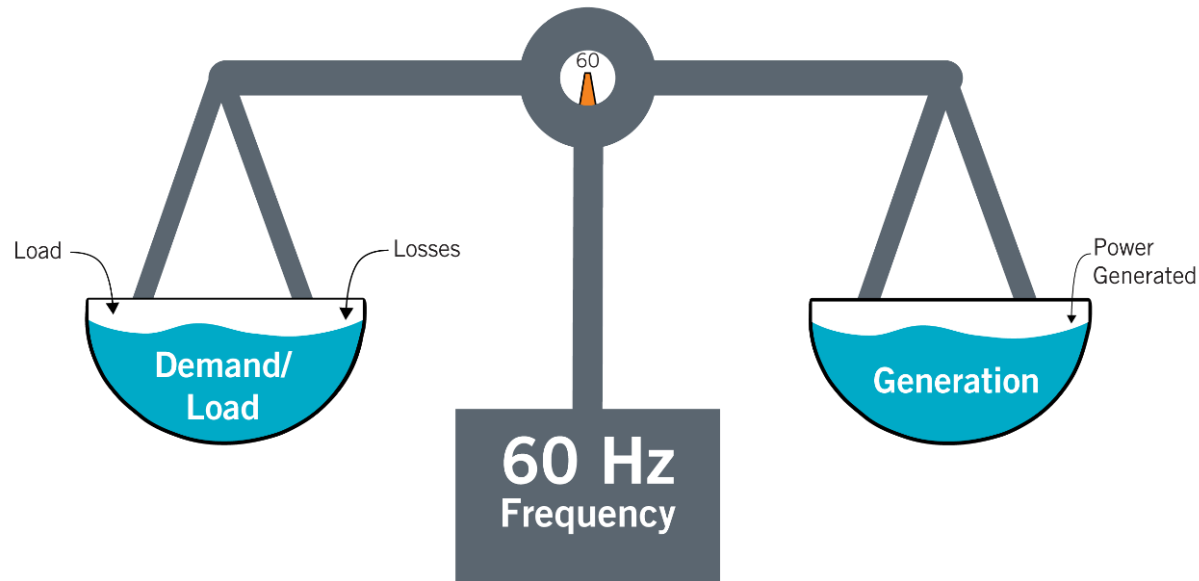 60
Load
Losses
Power
Generated
Demand/
Load
Generation
60 Hz
Frequency